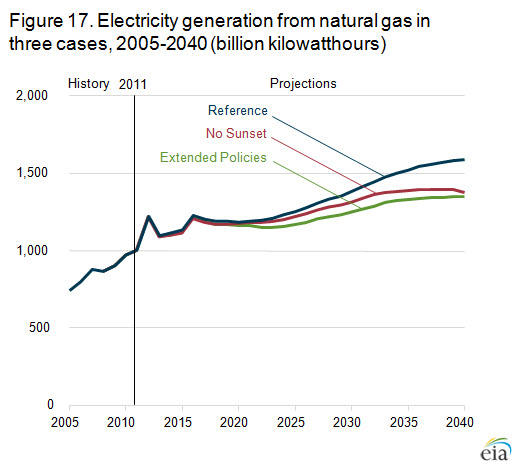 Figure 17. Electricity generation from natural gas in
three cases, 2005-2040 (billion kilowatthours)
History 2011 Projections
2,000
Reference
No Sunset
Extended Policies
1,500
1,000
500
0
2005 2010 2015 2020 2025 2030 2035 2040
eia